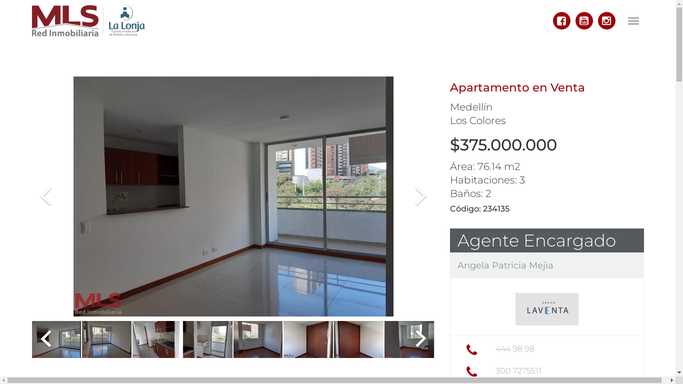 MLS
Red Inmobiliaria
La Lonja
Apartamento en Venta
Medellín
Los Colores
$375.000.000
Área: 76.14 m2
Habitaciones: 3
Baños: 2
Código: 234135
MLS
Red Inmobiliaria
Agente Encargado
Angela Patricia Mejia
LAVENTA
444 98 98
300 7275511